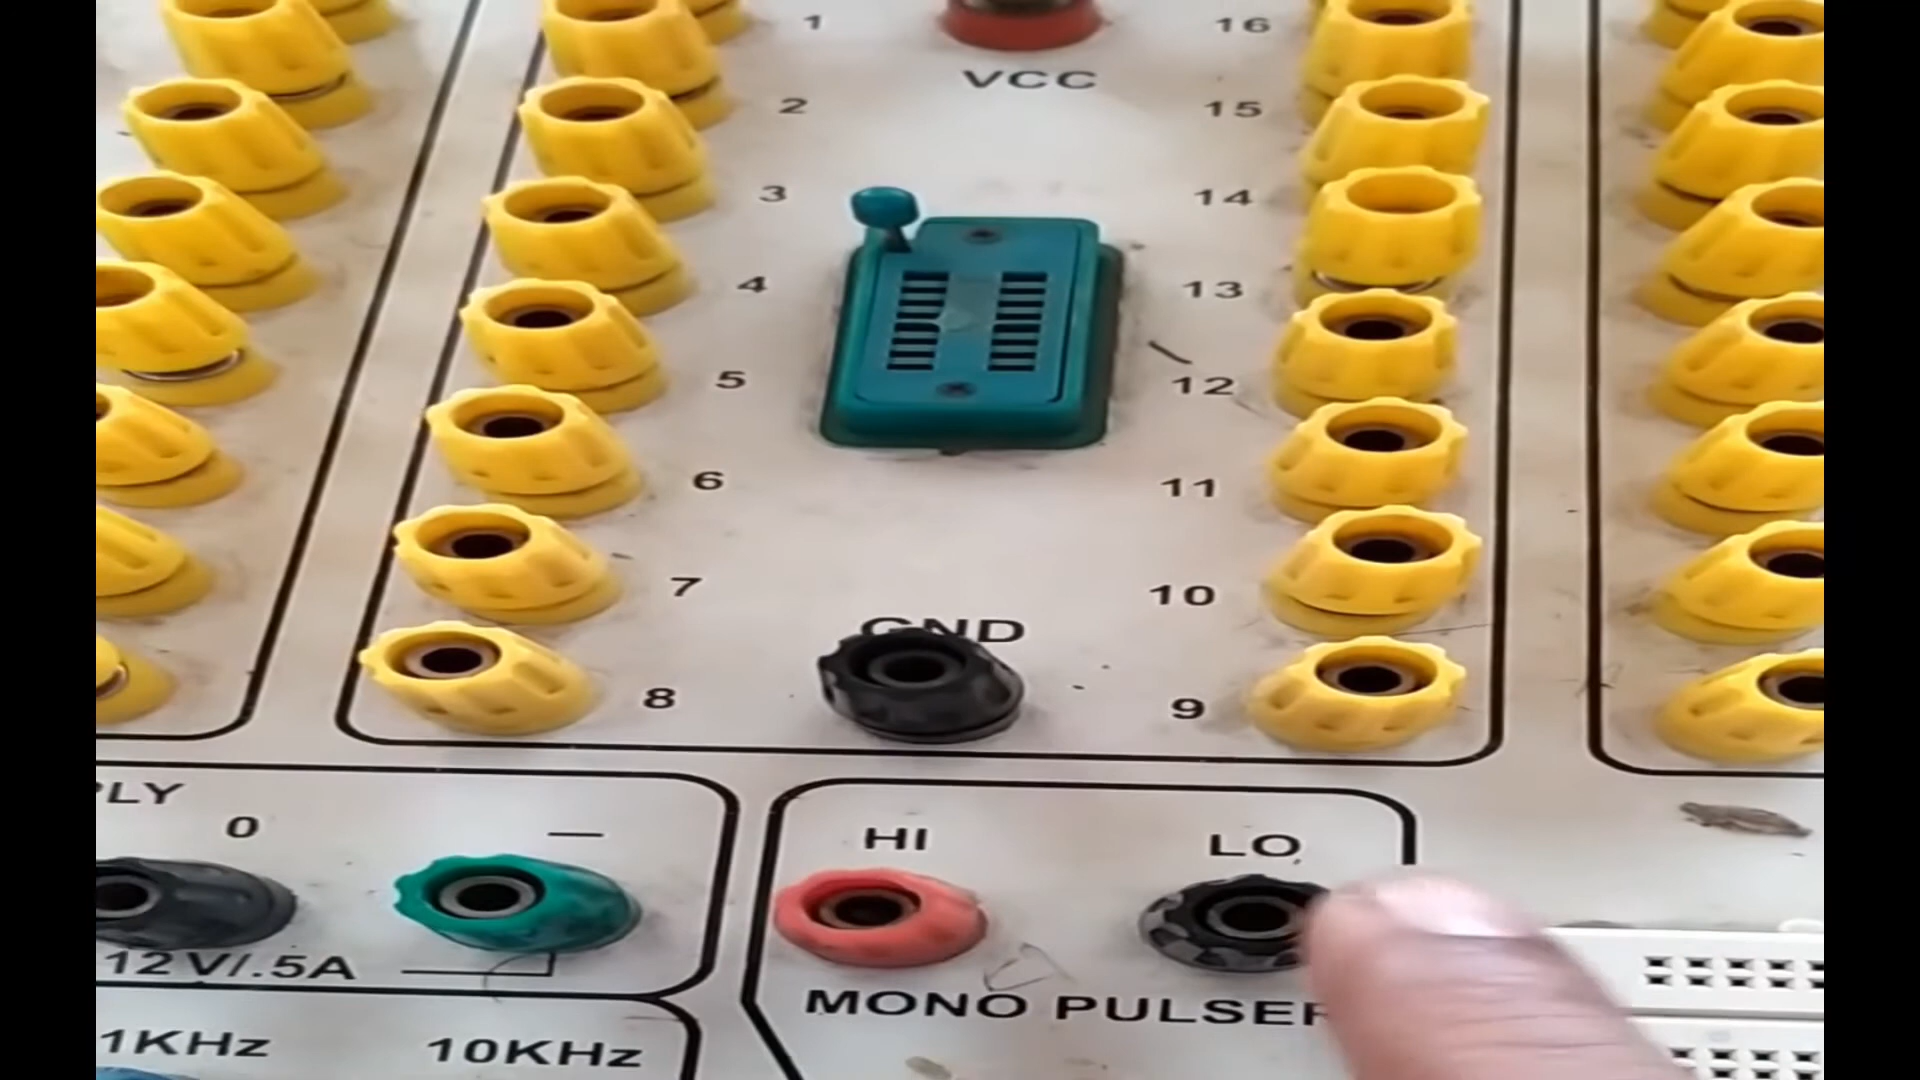 1 16
VCC
2 15
3 14
4 13
5 12
6 11
7 10
GND
8 9
PLY
0 —
HI LO
12V/.5A
MONO PULSER
1KHz 10KHz